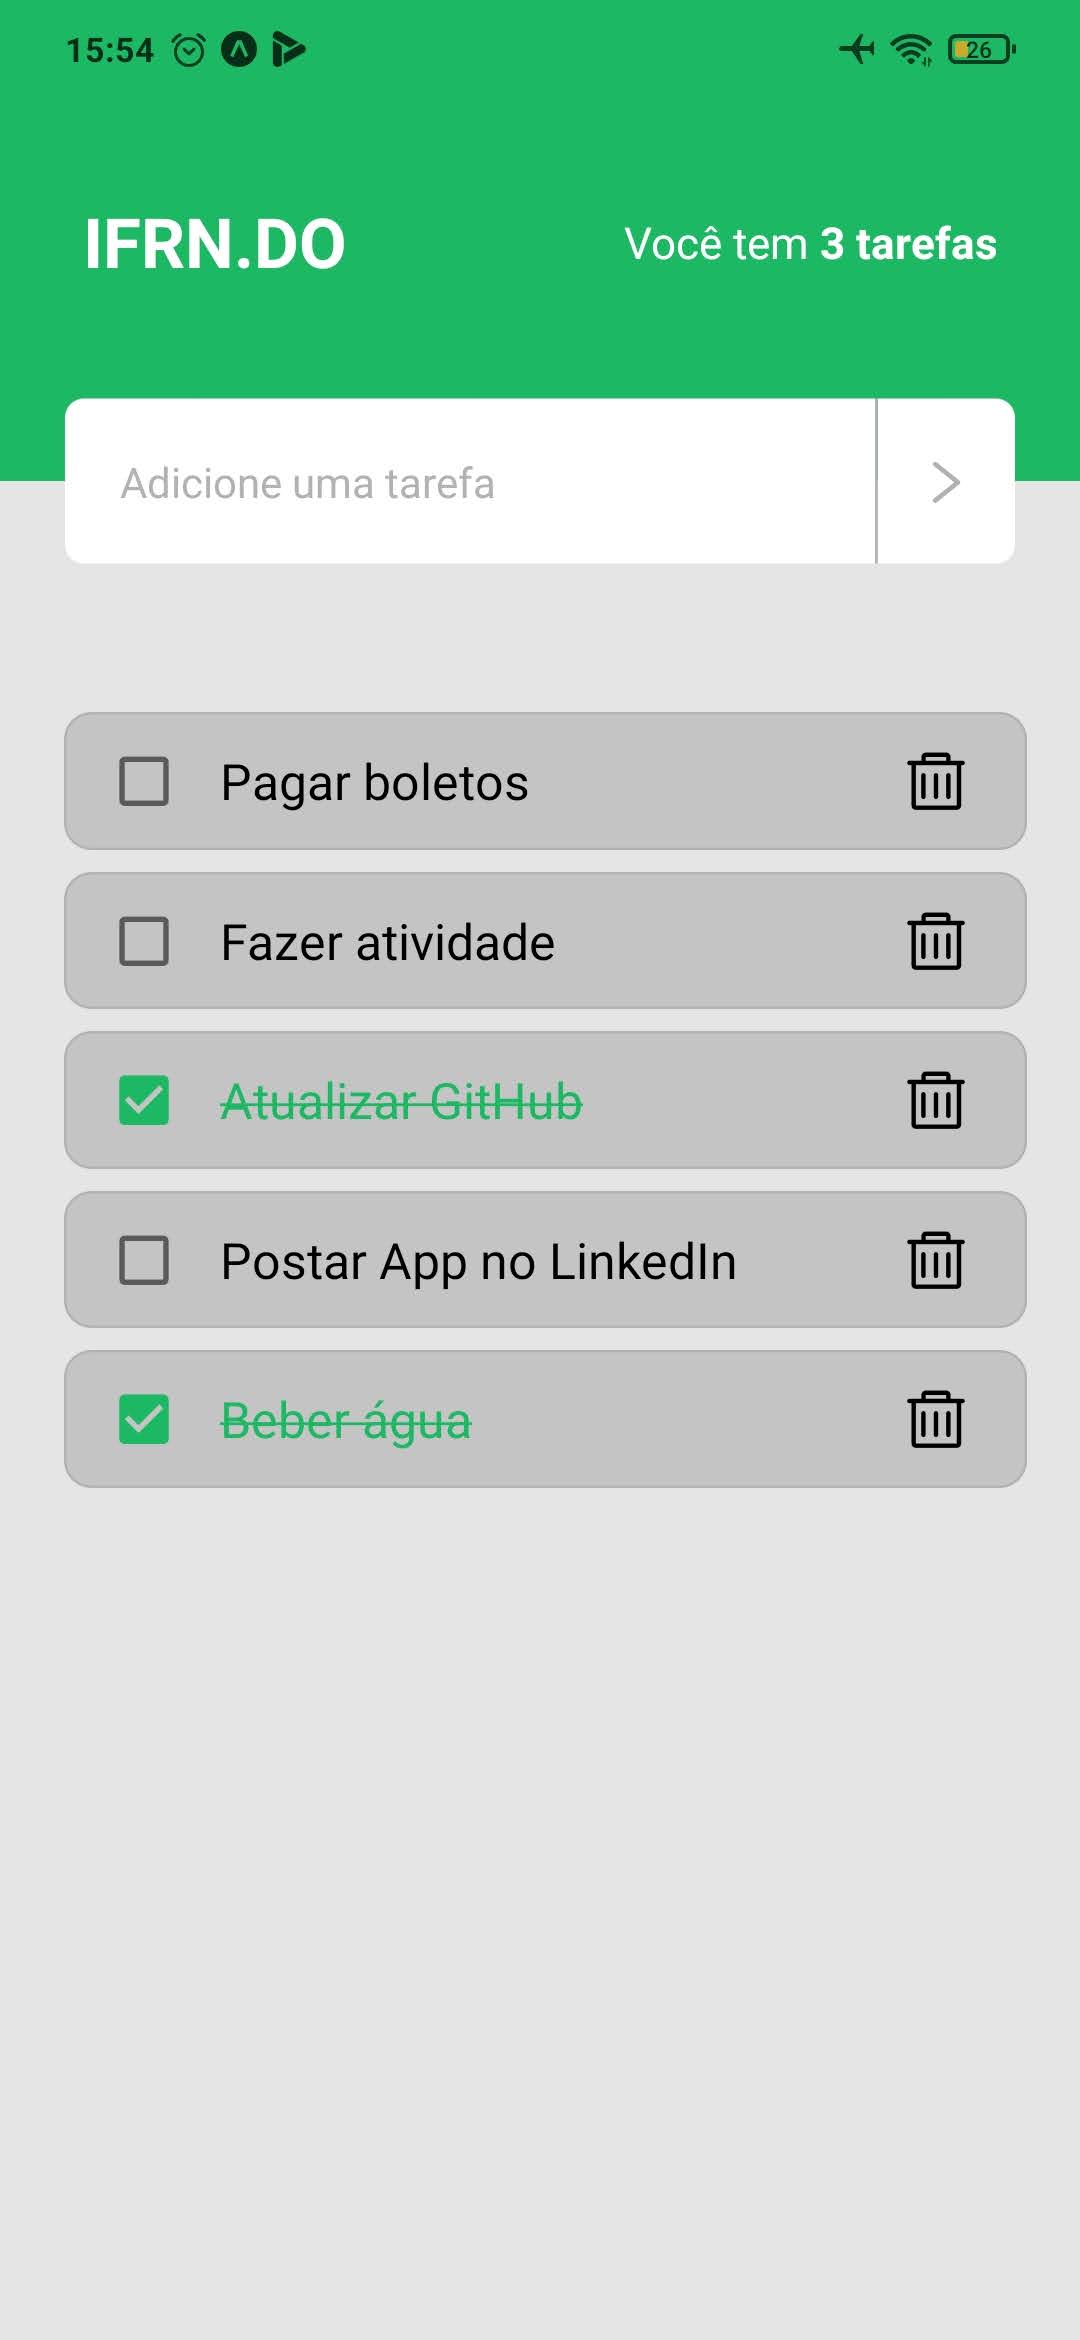 15:54
26
IFRN.DO
Você tem 3 tarefas
Adicione uma tarefa
Pagar boletos
Fazer atividade
Atualizar GitHub
Postar App no LinkedIn
Beber água